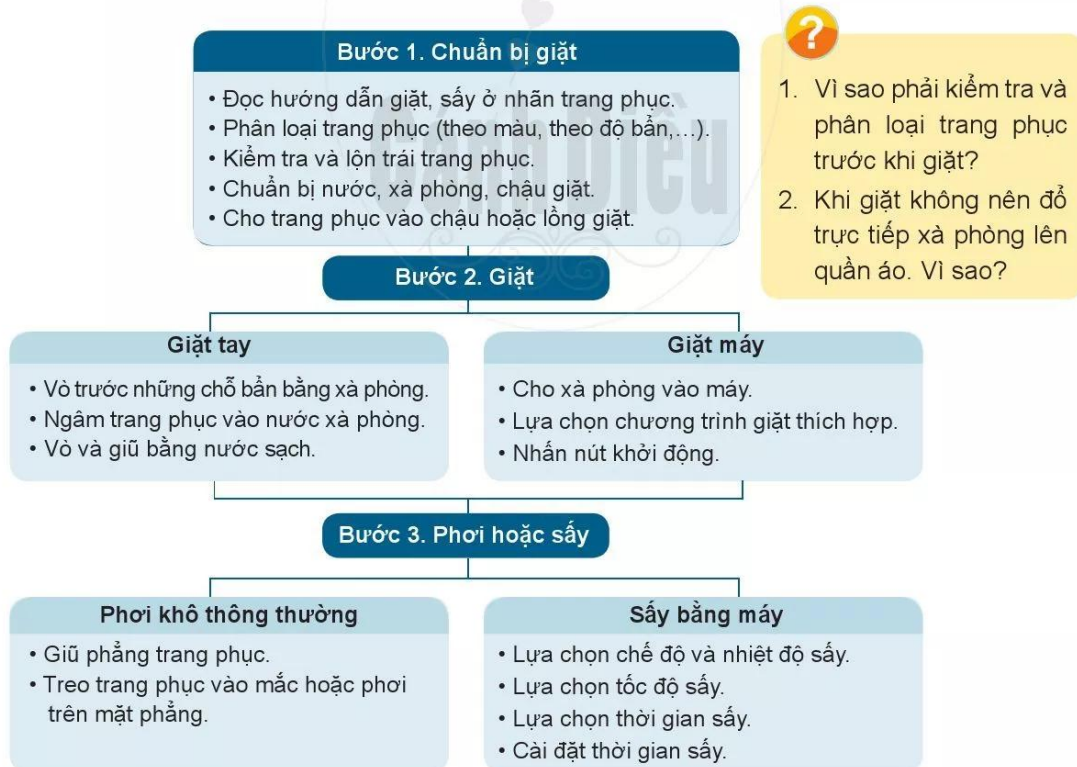 Bước 1. Chuẩn bị giặt
• Đọc hướng dẫn giặt, sấy ở nhãn trang phục.
• Phân loại trang phục (theo màu, theo độ bẩn,...).
• Kiểm tra và lộn trái trang phục.
• Chuẩn bị nước, xà phòng, chậu giặt.
• Cho trang phục vào chậu hoặc lồng giặt.
?
1. Vì sao phải kiểm tra và
phân loại trang phục
trước khi giặt?
2. Khi giặt không nên đổ
trực tiếp xà phòng lên
quần áo. Vì sao?
Cánh Diều
Bước 2. Giặt
Giặt tay
• Vò trước những chỗ bẩn bằng xà phòng.
• Ngâm trang phục vào nước xà phòng.
• Vò và giũ bằng nước sạch.
Giặt máy
• Cho xà phòng vào máy.
• Lựa chọn chương trình giặt thích hợp.
• Nhấn nút khởi động.
Bước 3. Phơi hoặc sấy
Phơi khô thông thường
• Giũ phẳng trang phục.
• Treo trang phục vào mắc hoặc phơi
trên mặt phẳng.
Sấy bằng máy
• Lựa chọn chế độ và nhiệt độ sấy.
• Lựa chọn tốc độ sấy.
• Lựa chọn thời gian sấy.
• Cài đặt thời gian sấy.